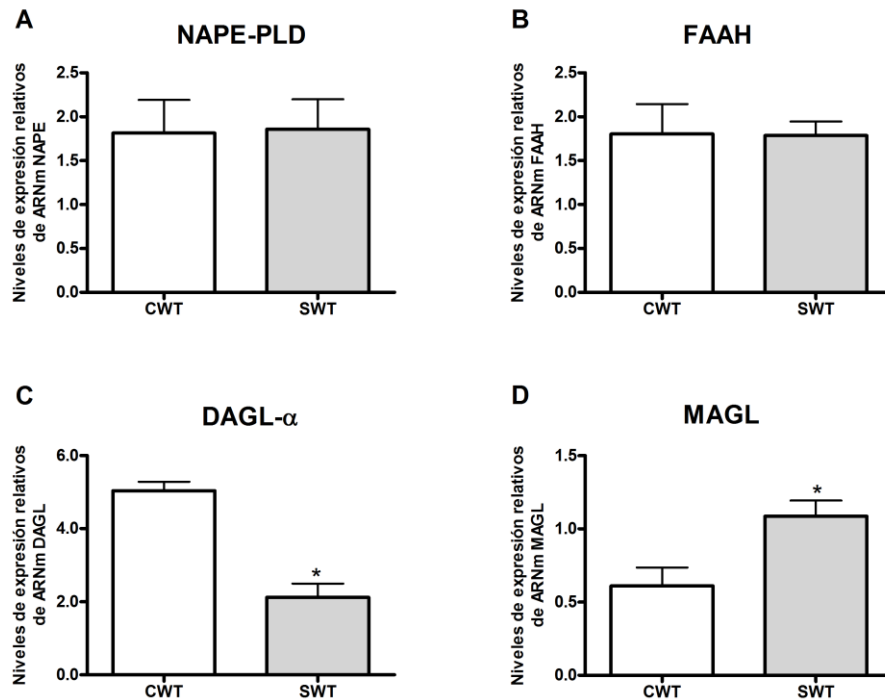 A
NAPE-PLD
Niveles de expresión relativos
de ARNm NAPE
2.5
2.0
1.5
1.0
0.5
0.0
CWT
SWT
B
FAAH
Niveles de expresión relativos
de ARNm FAAH
2.5
2.0
1.5
1.0
0.5
0.0
CWT
SWT
C
DAGL-α
Niveles de expresión relativos
de ARNm DAGL
6.0
4.0
2.0
0.0
*
CWT
SWT
D
MAGL
Niveles de expresión relativos
de ARNm MAGL
1.5
1.0
0.5
0.0
*
CWT
SWT